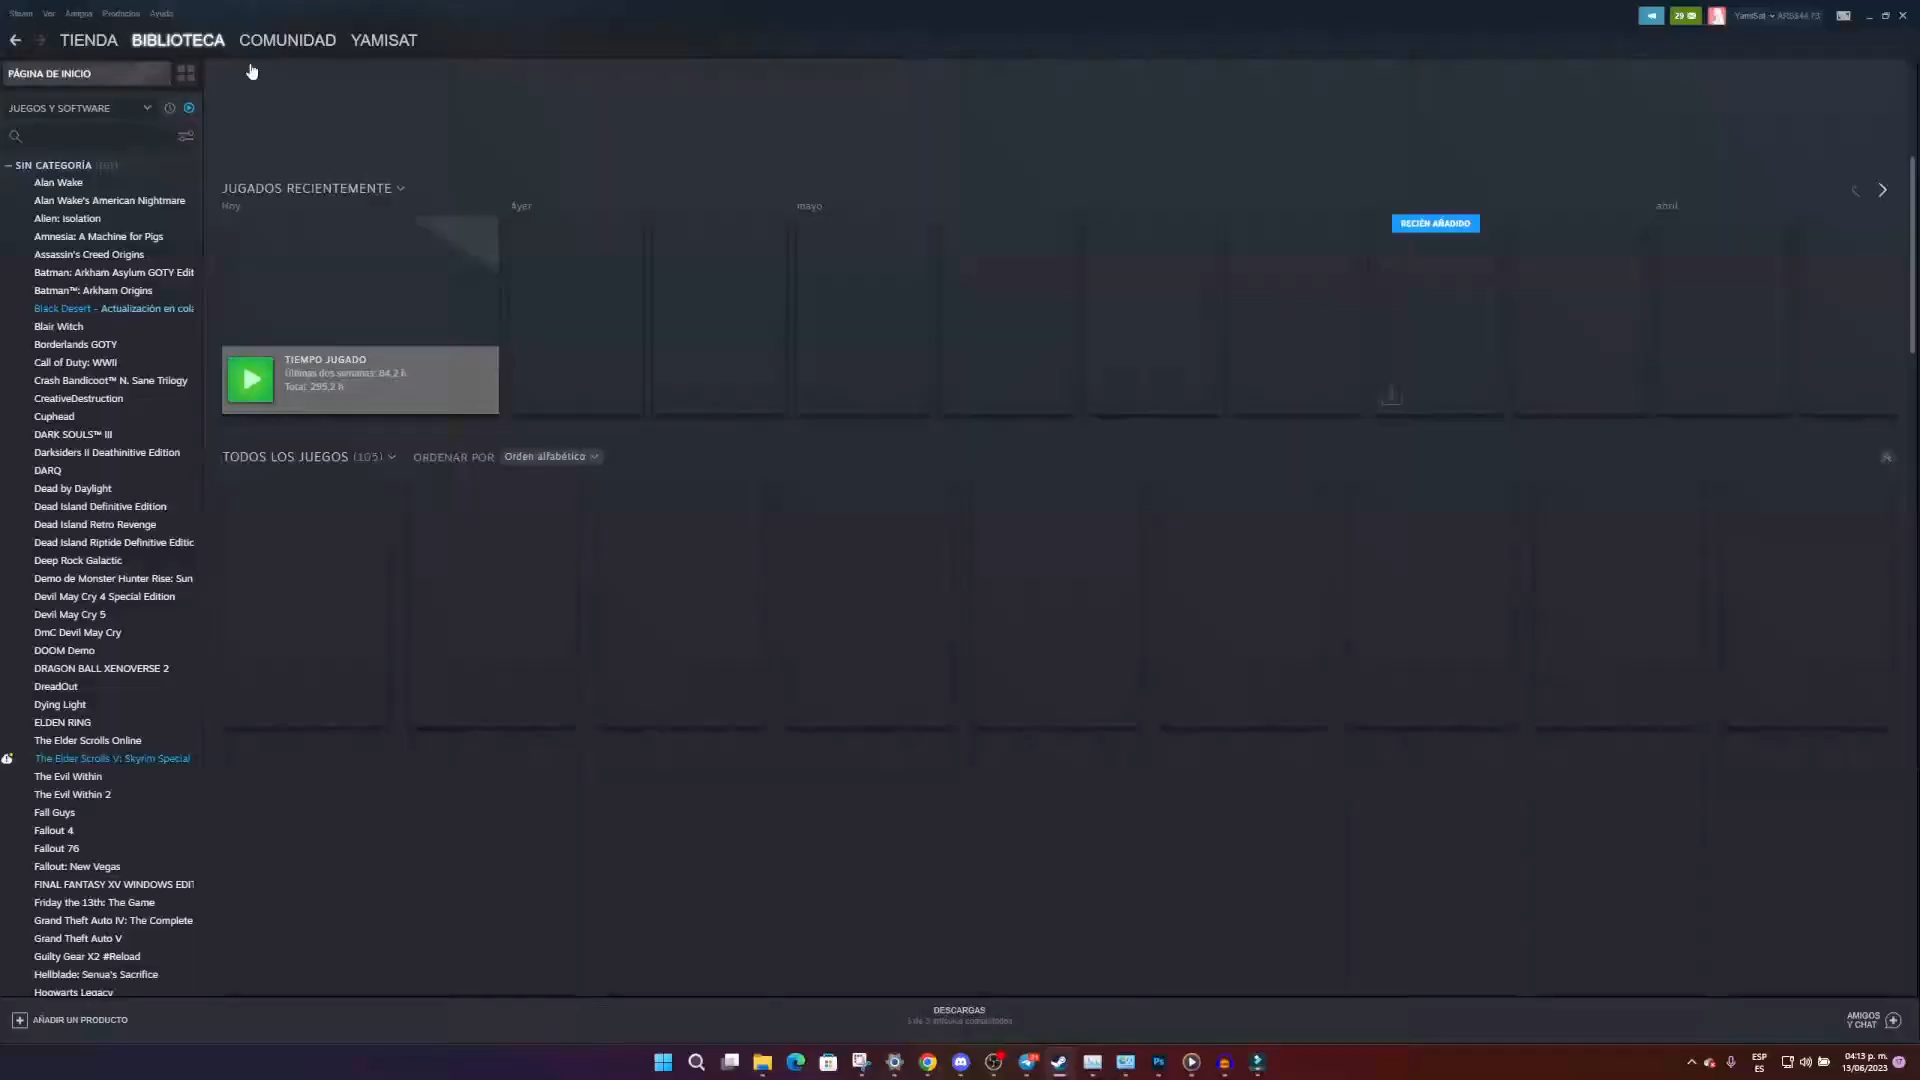 Steam Ver Amigos Productos Ayuda
29
YamiSat
TIENDA BIBLIOTECA COMUNIDAD YAMISAT
PÁGINA DE INICIO
JUEGOS Y SOFTWARE
— SIN CATEGORÍA
Alan Wake
Alan Wake's American Nightmare
Alien: Isolation
Amnesia: A Machine for Pigs
Assassin's Creed Origins
Batman: Arkham Asylum GOTY Edit
Batman™: Arkham Origins
Black Desert - Actualización en cola
Blair Witch
Borderlands GOTY
Call of Duty: WWII
Crash Bandicoot™ N. Sane Trilogy
CreativeDestruction
Cuphead
DARK SOULS™ III
Darksiders II Deathinitive Edition
DARQ
Dead by Daylight
Dead Island Definitive Edition
Dead Island Retro Revenge
Dead Island Riptide Definitive Editic
Deep Rock Galactic
Demo de Monster Hunter Rise: Sun
Devil May Cry 4 Special Edition
Devil May Cry 5
DmC Devil May Cry
DOOM Demo
DRAGON BALL XENOVERSE 2
DreadOut
Dying Light
ELDEN RING
The Elder Scrolls Online
The Elder Scrolls V: Skyrim Special
The Evil Within
The Evil Within 2
Fall Guys
Fallout 4
Fallout 76
Fallout: New Vegas
FINAL FANTASY XV WINDOWS EDIT
Friday the 13th: The Game
Grand Theft Auto IV: The Complete
Grand Theft Auto V
Guilty Gear X2 #Reload
Hellblade: Senua's Sacrifice
Hogwarts Legacy
JUGADOS RECIENTEMENTE
Hoy
Ayer
mayo
abril
RECIÉN AÑADIDO
TIEMPO JUGADO
Últimas dos semanas: 84,2 h
Total: 295,2 h
TODOS LOS JUEGOS (105) ORDENAR POR Orden alfabético
AÑADIR UN PRODUCTO
DESCARGAS
AMIGOS
Y CHAT
ESP
ES
04:13 p. m.
13/06/2023